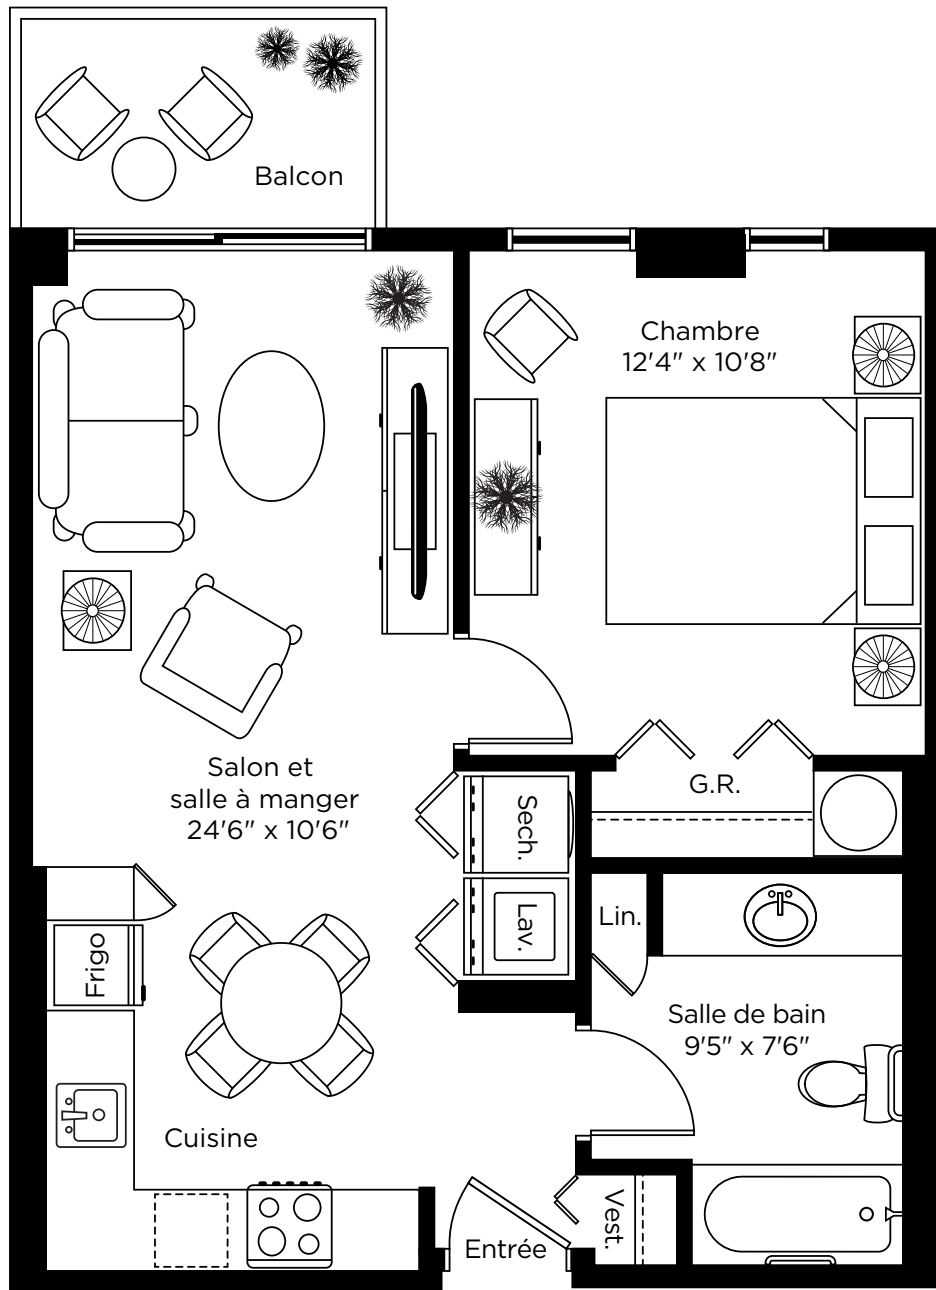 Balcon
Chambre
12'4" x 10'8"
Salon et
salle à manger
24'6" x 10'6"
Sech.
Lav.
G.R.
Lin.
Frigo
Salle de bain
9'5" x 7'6"
Cuisine
Vest.
Entrée